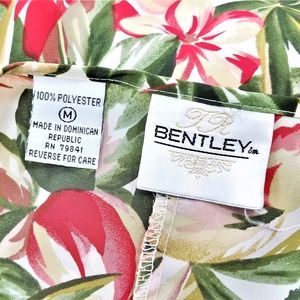 100% POLYESTER
M
MADE IN DOMINICAN
REPUBLIC
RN 79841
REVERSE FOR CARE
BENTLEY